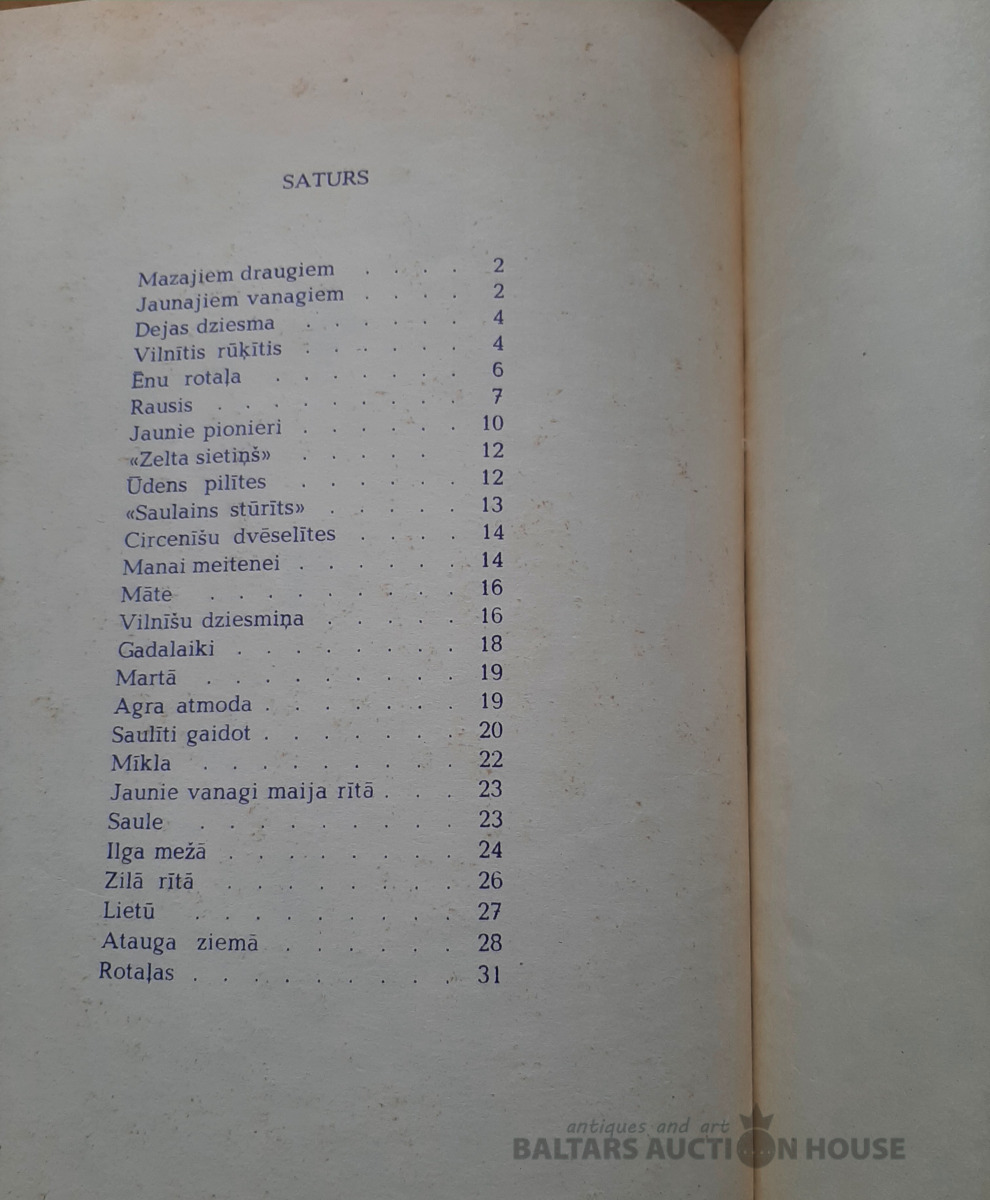 SATURS
Mazajiem draugiem . . . . 2
Jaunajiem vanagiem . . . . 2
Dejas dziesma . . . . . . 4
Vilnītis rūķītis . . . . . . 4
Ēnu rotaļa . . . . . . . 6
Rausis . . . . . . . . . 7
Jaunie pionieri . . . . . . 10
«Zelta sietiņš» . . . . . 12
Ūdens pilītes . . . . . . 12
«Saulains stūrīts» . . . . . 13
Circenīšu dvēselītes . . . . 14
Manai meitenei . . . . . . 14
Māte . . . . . . . . . 16
Vilnīšu dziesmiņa . . . . . 16
Gadalaiki . . . . . . . . 18
Martā . . . . . . . . . 19
Agra atmoda . . . . . . . 19
Saulīti gaidot . . . . . . . 20
Mīkla . . . . . . . . . 22
Jaunie vanagi maija rītā . . . 23
Saule . . . . . . . . . 23
Ilga mežā . . . . . . . . 24
Zilā rītā . . . . . . . . 26
Lietū . . . . . . . . . 27
Atauga ziemā . . . . . . 28
Rotaļas . . . . . . . . . 31
antiques and art
BALTARS AUCTION HOUSE